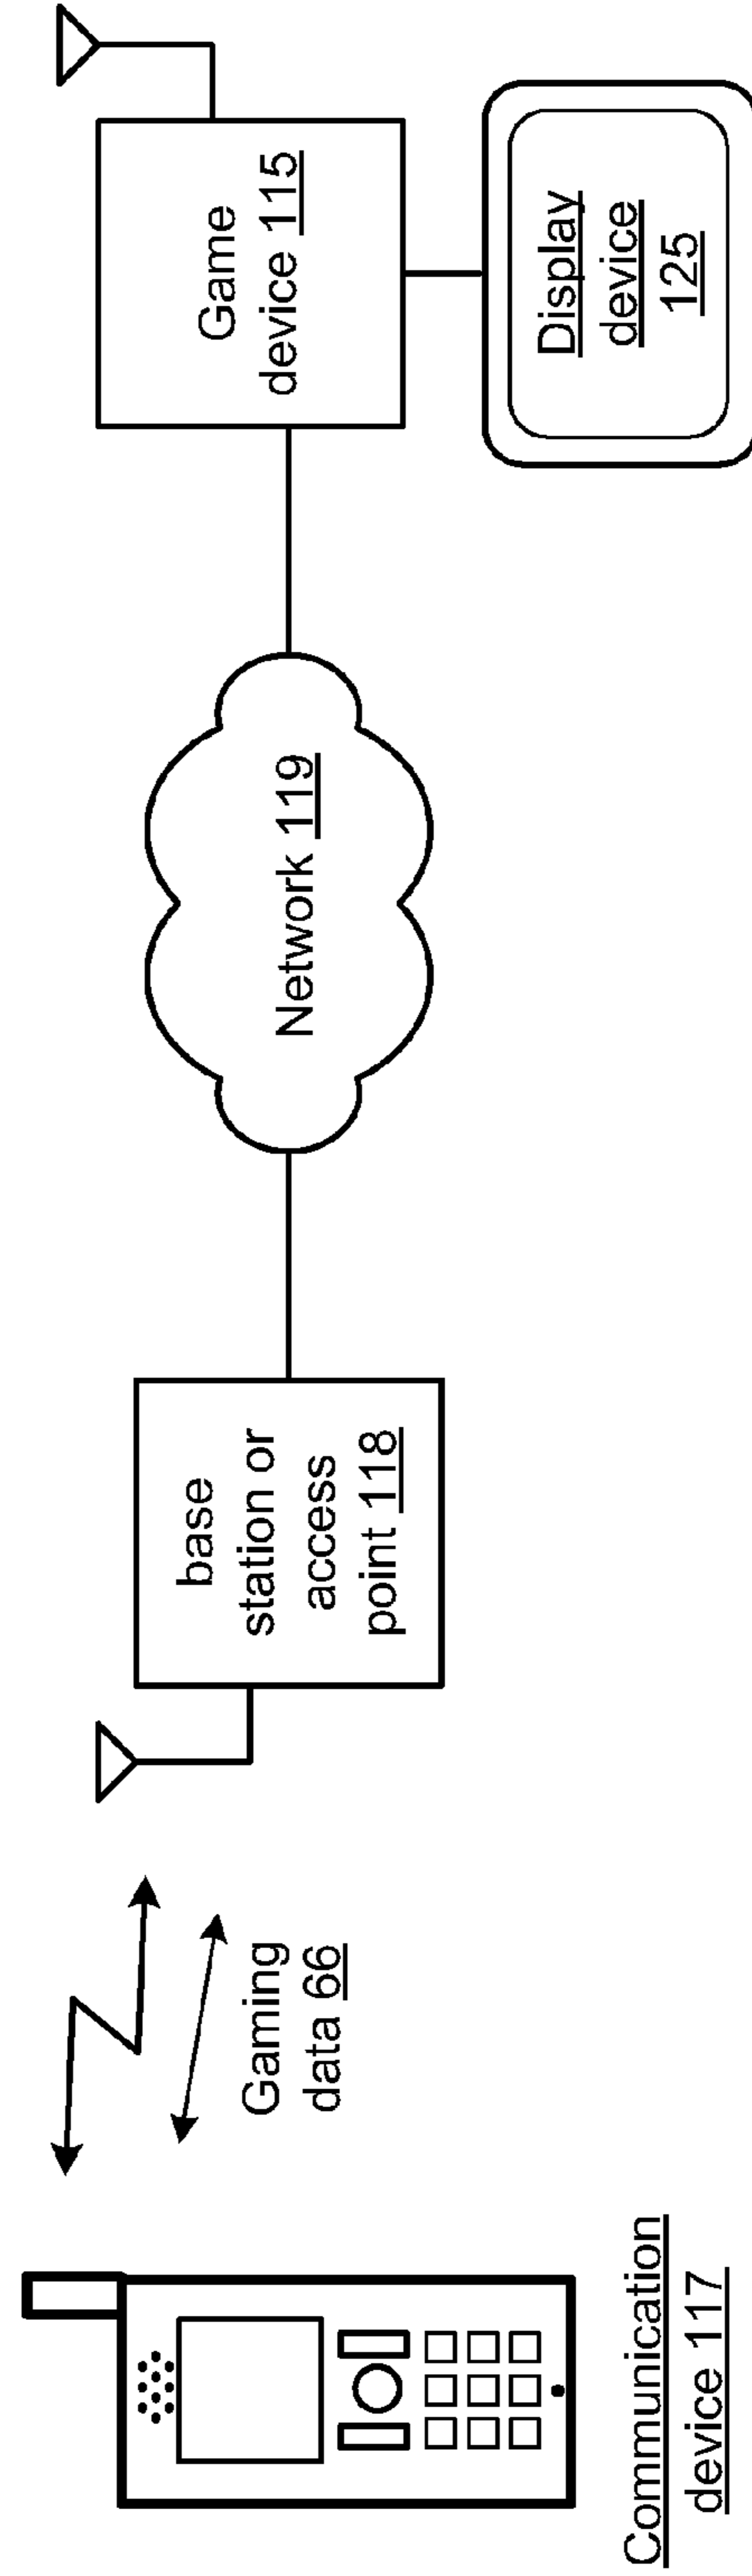 Communication
device 117
Gaming
data 66
base
station or
access
point 118
Network 119
Game
device 115
Display
device
125